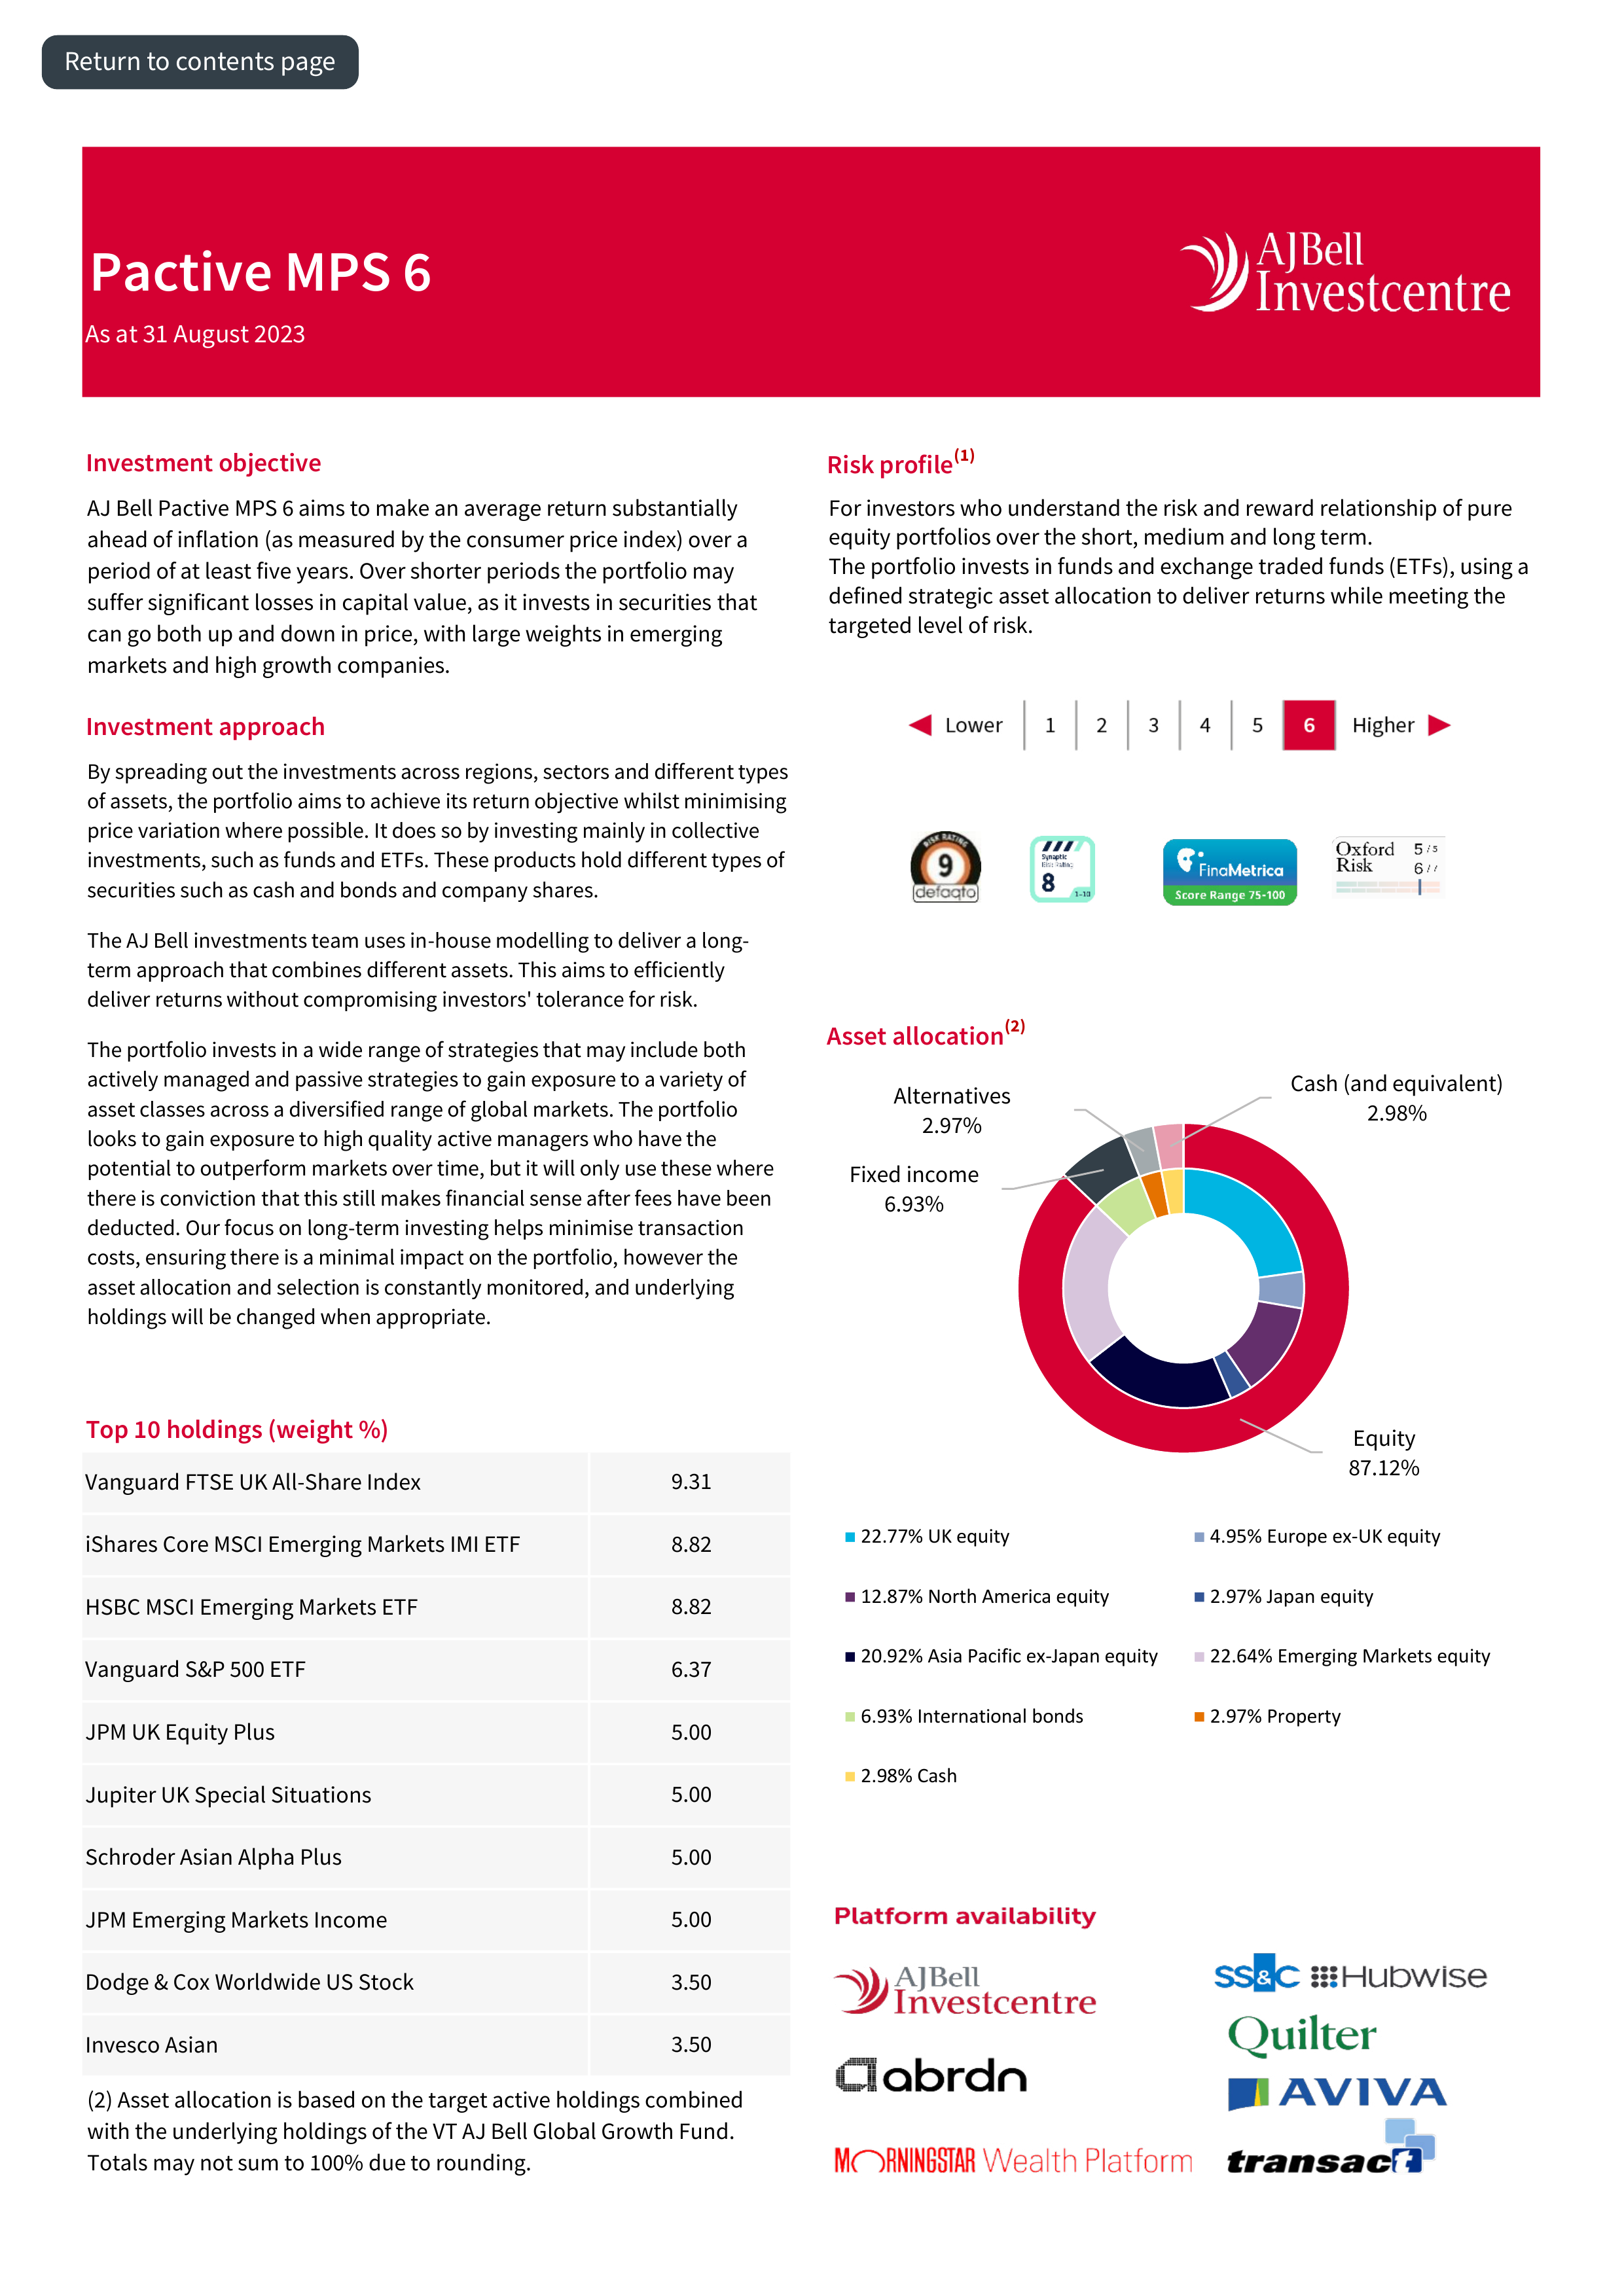 Return to contents page
Pactive MPS 6
As at 31 August 2023
AJBell
Investcentre
Investment objective
AJ Bell Pactive MPS 6 aims to make an average return substantially
ahead of inflation (as measured by the consumer price index) over a
period of at least five years. Over shorter periods the portfolio may
suffer significant losses in capital value, as it invests in securities that
can go both up and down in price, with large weights in emerging
markets and high growth companies.
Investment approach
By spreading out the investments across regions, sectors and different types
of assets, the portfolio aims to achieve its return objective whilst minimising
price variation where possible. It does so by investing mainly in collective
investments, such as funds and ETFs. These products hold different types of
securities such as cash and bonds and company shares.
The AJ Bell investments team uses in-house modelling to deliver a long-
term approach that combines different assets. This aims to efficiently
deliver returns without compromising investors' tolerance for risk.
The portfolio invests in a wide range of strategies that may include both
actively managed and passive strategies to gain exposure to a variety of
asset classes across a diversified range of global markets. The portfolio
looks to gain exposure to high quality active managers who have the
potential to outperform markets over time, but it will only use these where
there is conviction that this still makes financial sense after fees have been
deducted. Our focus on long-term investing helps minimise transaction
costs, ensuring there is a minimal impact on the portfolio, however the
asset allocation and selection is constantly monitored, and underlying
holdings will be changed when appropriate.
Top 10 holdings (weight %)
Vanguard FTSE UK All-Share Index 9.31
iShares Core MSCI Emerging Markets IMI ETF 8.82
HSBC MSCI Emerging Markets ETF 8.82
Vanguard S&P 500 ETF 6.37
JPM UK Equity Plus 5.00
Jupiter UK Special Situations 5.00
Schroder Asian Alpha Plus 5.00
JPM Emerging Markets Income 5.00
Dodge & Cox Worldwide US Stock 3.50
Invesco Asian 3.50
(2) Asset allocation is based on the target active holdings combined
with the underlying holdings of the VT AJ Bell Global Growth Fund.
Totals may not sum to 100% due to rounding.
Risk profile(1)
For investors who understand the risk and reward relationship of pure
equity portfolios over the short, medium and long term.
The portfolio invests in funds and exchange traded funds (ETFs), using a
defined strategic asset allocation to deliver returns while meeting the
targeted level of risk.
Lower 1 2 3 4 5 6 Higher
RISK RATING
9
defaqto
Synaptic
Risk Rating
8
1-10
FinaMetrica
Score Range 75-100
Oxford 5 / 5
Risk 6 / 7
Asset allocation(2)
Alternatives
2.97%
Cash (and equivalent)
2.98%
Fixed income
6.93%
Equity
87.12%
22.77% UK equity 4.95% Europe ex-UK equity
12.87% North America equity 2.97% Japan equity
20.92% Asia Pacific ex-Japan equity 22.64% Emerging Markets equity
6.93% International bonds 2.97% Property
2.98% Cash
Platform availability
AJBell
Investcentre
SS&C Hubwise
Quilter
abrdn
AVIVA
MORNINGSTAR Wealth Platform
transact